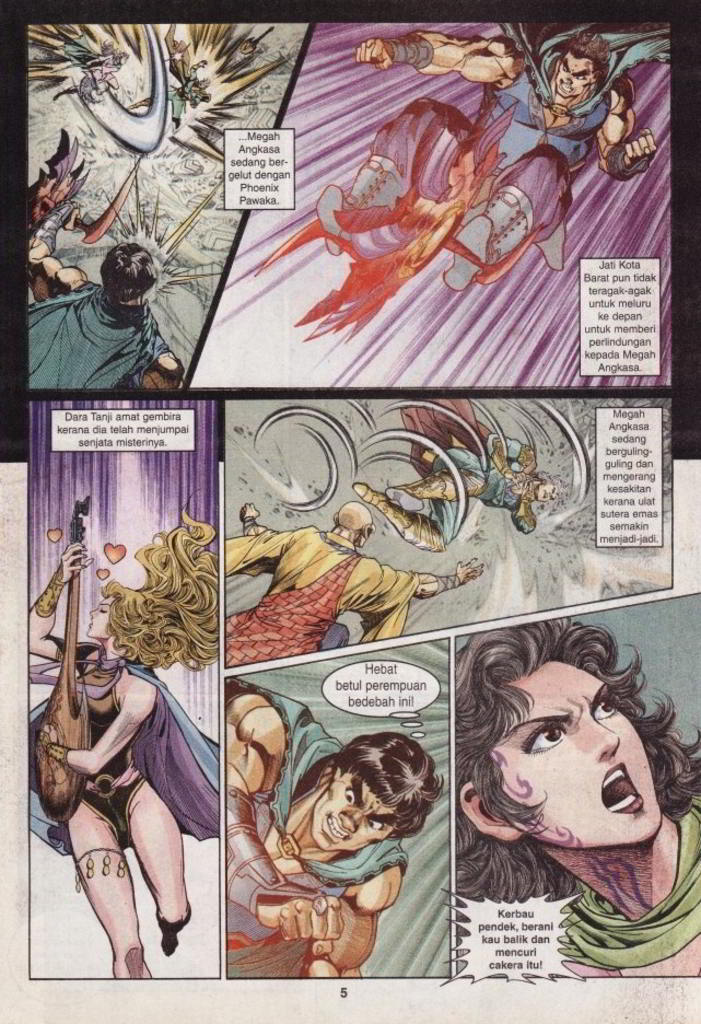 ...Megah
Angkasa
sedang ber-
gelut dengan
Phoenix
Pawaka.
Jati Kota
Barat pun tidak
teragak-agak
untuk meluru
ke depan
untuk memberi
perlindungan
kepada Megah
Angkasa.
Dara Tanji amat gembira
kerana dia telah menjumpai
senjata misterinya.
Megah
Angkasa
sedang
berguling-
guling dan
mengerang
kesakitan
kerana luka
sutera emas
semakin
menjadi-jadi.
Hebat
betul perempuan
bedebah ini!
Kerbau
pendek, berani
kau balik dan
mencuri
cakera itu!
5